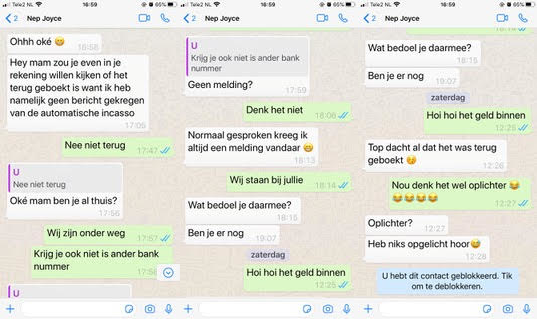 Tele2 NL
16:59
65%
2
Nep Joyce
Ohhh oké 😁
16:58
Hey mam zou je even in je
rekening willen kijken of het
terug geboekt is want ik heb
namelijk geen bericht gekregen
van de automatische incasso
17:05
Nee niet terug
17:47
U
Nee niet terug
Oké mam ben je al thuis?
17:56
Wij zijn onder weg
17:57
Krijg je ook niet is ander bank
nummer
17:58
U
Tele2 NL
16:59
65%
2
Nep Joyce
U
Krijg je ook niet is ander bank
nummer
Geen melding?
17:59
Denk het niet
18:06
Normaal gesproken kreeg ik
altijd een melding vandaar 😁
18:13
Wij staan bij jullie
18:14
Wat bedoel je daarmee?
18:15
Ben je er nog
19:07
zaterdag
Hoi hoi het geld binnen
12:25
Tele2 NL
16:59
65%
2
Nep Joyce
18:14
Wat bedoel je daarmee?
18:15
Ben je er nog
19:07
zaterdag
Hoi hoi het geld binnen
12:25
Top dacht al dat het was terug
geboekt 😚
12:26
Nou denk het wel oplichter 😂
😂😂😂😂
12:27
Oplichter?
12:27
Heb niks opgelicht hoor😅
12:28
U hebt dit contact geblokkeerd. Tik
om te deblokkeren.